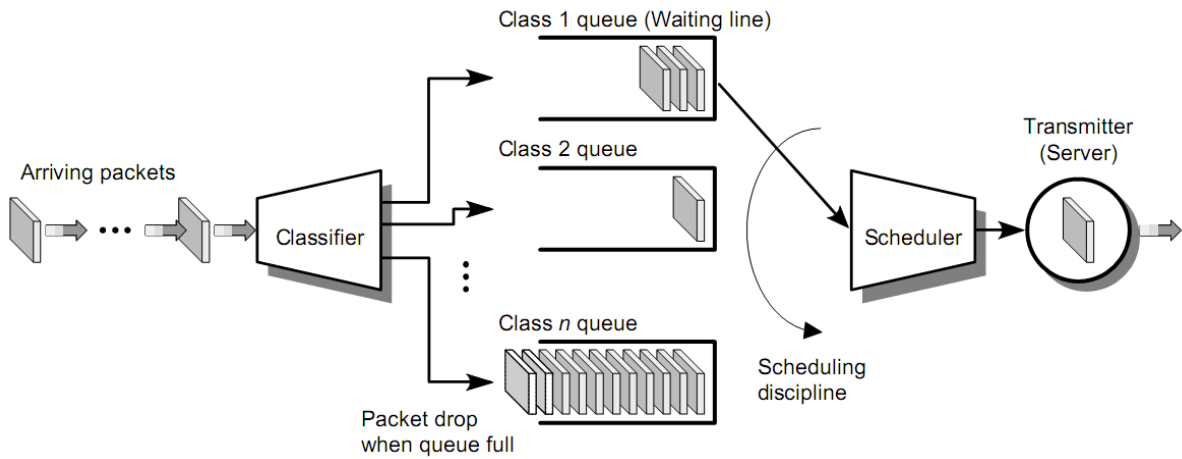 Class 1 queue (Waiting line)
Class 2 queue
Transmitter
(Server)
Arriving packets
Classifier
Scheduler
Class n queue
Scheduling
discipline
Packet drop
when queue full